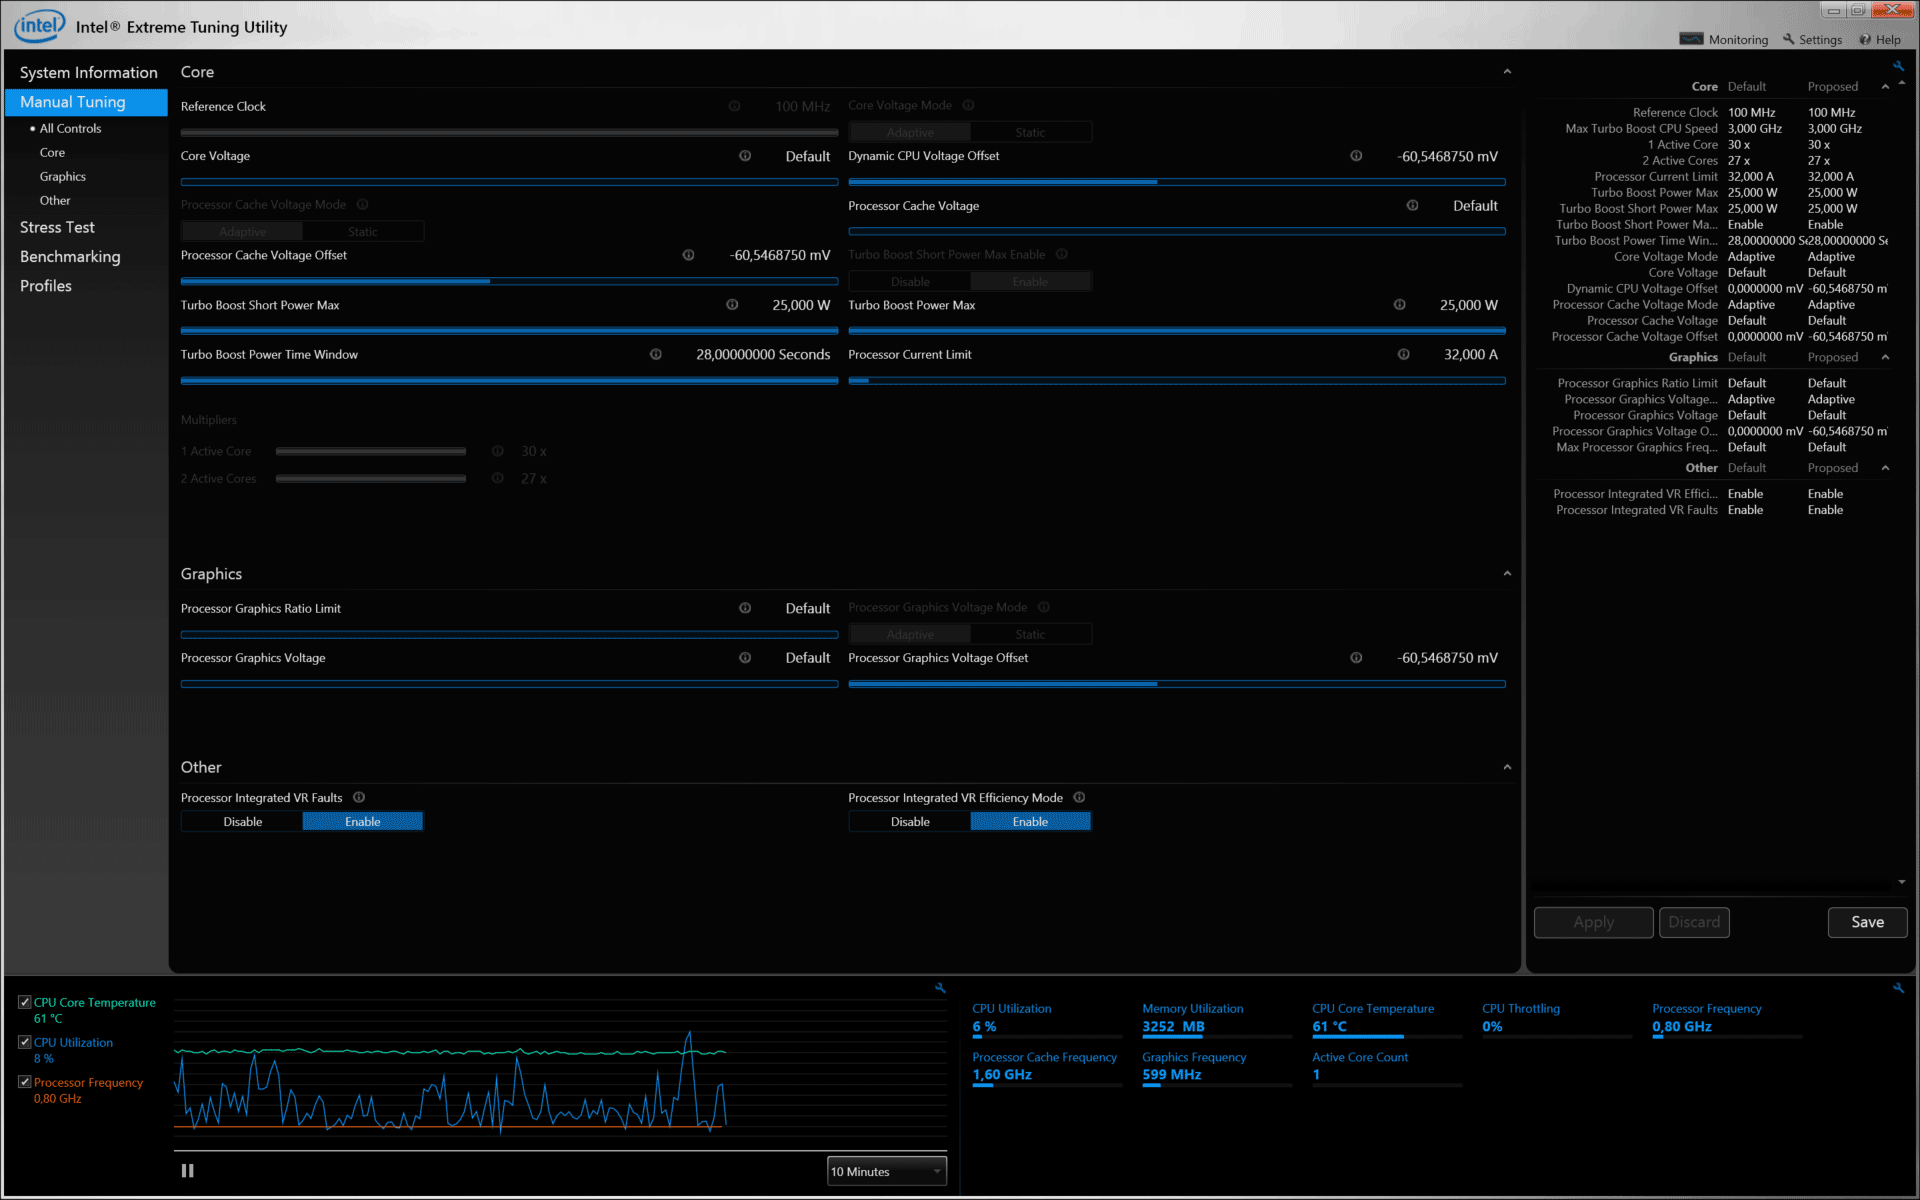 intel
Intel® Extreme Tuning Utility
Monitoring Settings Help
System Information
Manual Tuning
• All Controls
Core
Graphics
Other
Stress Test
Benchmarking
Profiles
Core
Reference Clock 100 MHz
Core Voltage Mode
Adaptive Static
Core Voltage Default
Dynamic CPU Voltage Offset -60,5468750 mV
Processor Cache Voltage Mode
Adaptive Static
Processor Cache Voltage Default
Processor Cache Voltage Offset -60,5468750 mV
Turbo Boost Short Power Max Enable
Disable Enable
Turbo Boost Short Power Max 25,000 W
Turbo Boost Power Max 25,000 W
Turbo Boost Power Time Window 28,00000000 Seconds
Processor Current Limit 32,000 A
Multipliers
1 Active Core 30 x
2 Active Cores 27 x
Graphics
Processor Graphics Ratio Limit Default
Processor Graphics Voltage Mode
Adaptive Static
Processor Graphics Voltage Default
Processor Graphics Voltage Offset -60,5468750 mV
Other
Processor Integrated VR Faults
Disable Enable
Processor Integrated VR Efficiency Mode
Disable Enable
Core Default Proposed
Reference Clock 100 MHz 100 MHz
Max Turbo Boost CPU Speed 3,000 GHz 3,000 GHz
1 Active Core 30 x 30 x
2 Active Cores 27 x 27 x
Processor Current Limit 32,000 A 32,000 A
Turbo Boost Power Max 25,000 W 25,000 W
Turbo Boost Short Power Max 25,000 W 25,000 W
Turbo Boost Short Power Ma... Enable Enable
Turbo Boost Power Time Win... 28,00000000 Se 28,00000000 Se
Core Voltage Mode Adaptive Adaptive
Core Voltage Default Default
Dynamic CPU Voltage Offset 0,0000000 mV -60,5468750 m
Processor Cache Voltage Mode Adaptive Adaptive
Processor Cache Voltage Default Default
Processor Cache Voltage Offset 0,0000000 mV -60,5468750 m
Graphics Default Proposed
Processor Graphics Ratio Limit Default Default
Processor Graphics Voltage... Adaptive Adaptive
Processor Graphics Voltage Default Default
Processor Graphics Voltage O... 0,0000000 mV -60,5468750 m
Max Processor Graphics Freq... Default Default
Other Default Proposed
Processor Integrated VR Effici... Enable Enable
Processor Integrated VR Faults Enable Enable
Apply Discard Save
CPU Core Temperature
61 °C
CPU Utilization
8 %
Processor Frequency
0,80 GHz
10 Minutes
CPU Utilization
6 %
Memory Utilization
3252 MB
CPU Core Temperature
61 °C
CPU Throttling
0%
Processor Frequency
0,80 GHz
Processor Cache Frequency
1,60 GHz
Graphics Frequency
599 MHz
Active Core Count
1